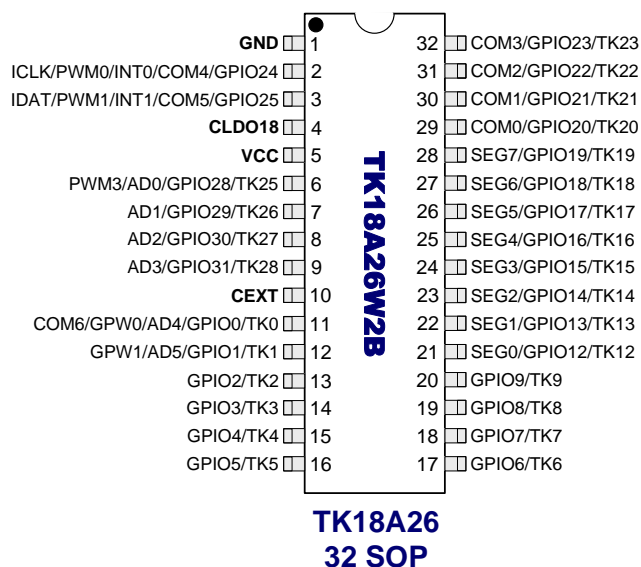 GND 1 32 COM3/GPIO23/TK23
ICLK/PWM0/INT0/COM4/GPIO24 2 31 COM2/GPIO22/TK22
IDAT/PWM1/INT1/COM5/GPIO25 3 30 COM1/GPIO21/TK21
CLDO18 4 29 COM0/GPIO20/TK20
VCC 5 28 SEG7/GPIO19/TK19
PWM3/AD0/GPIO28/TK25 6 27 SEG6/GPIO18/TK18
AD1/GPIO29/TK26 7 26 SEG5/GPIO17/TK17
AD2/GPIO30/TK27 8 25 SEG4/GPIO16/TK16
AD3/GPIO31/TK28 9 24 SEG3/GPIO15/TK15
CEXT 10 23 SEG2/GPIO14/TK14
COM6/GPW0/AD4/GPIO0/TK0 11 22 SEG1/GPIO13/TK13
GPW1/AD5/GPIO1/TK1 12 21 SEG0/GPIO12/TK12
GPIO2/TK2 13 20 GPIO9/TK9
GPIO3/TK3 14 19 GPIO8/TK8
GPIO4/TK4 15 18 GPIO7/TK7
GPIO5/TK5 16 17 GPIO6/TK6
TK18A26W2B
TK18A26
32 SOP